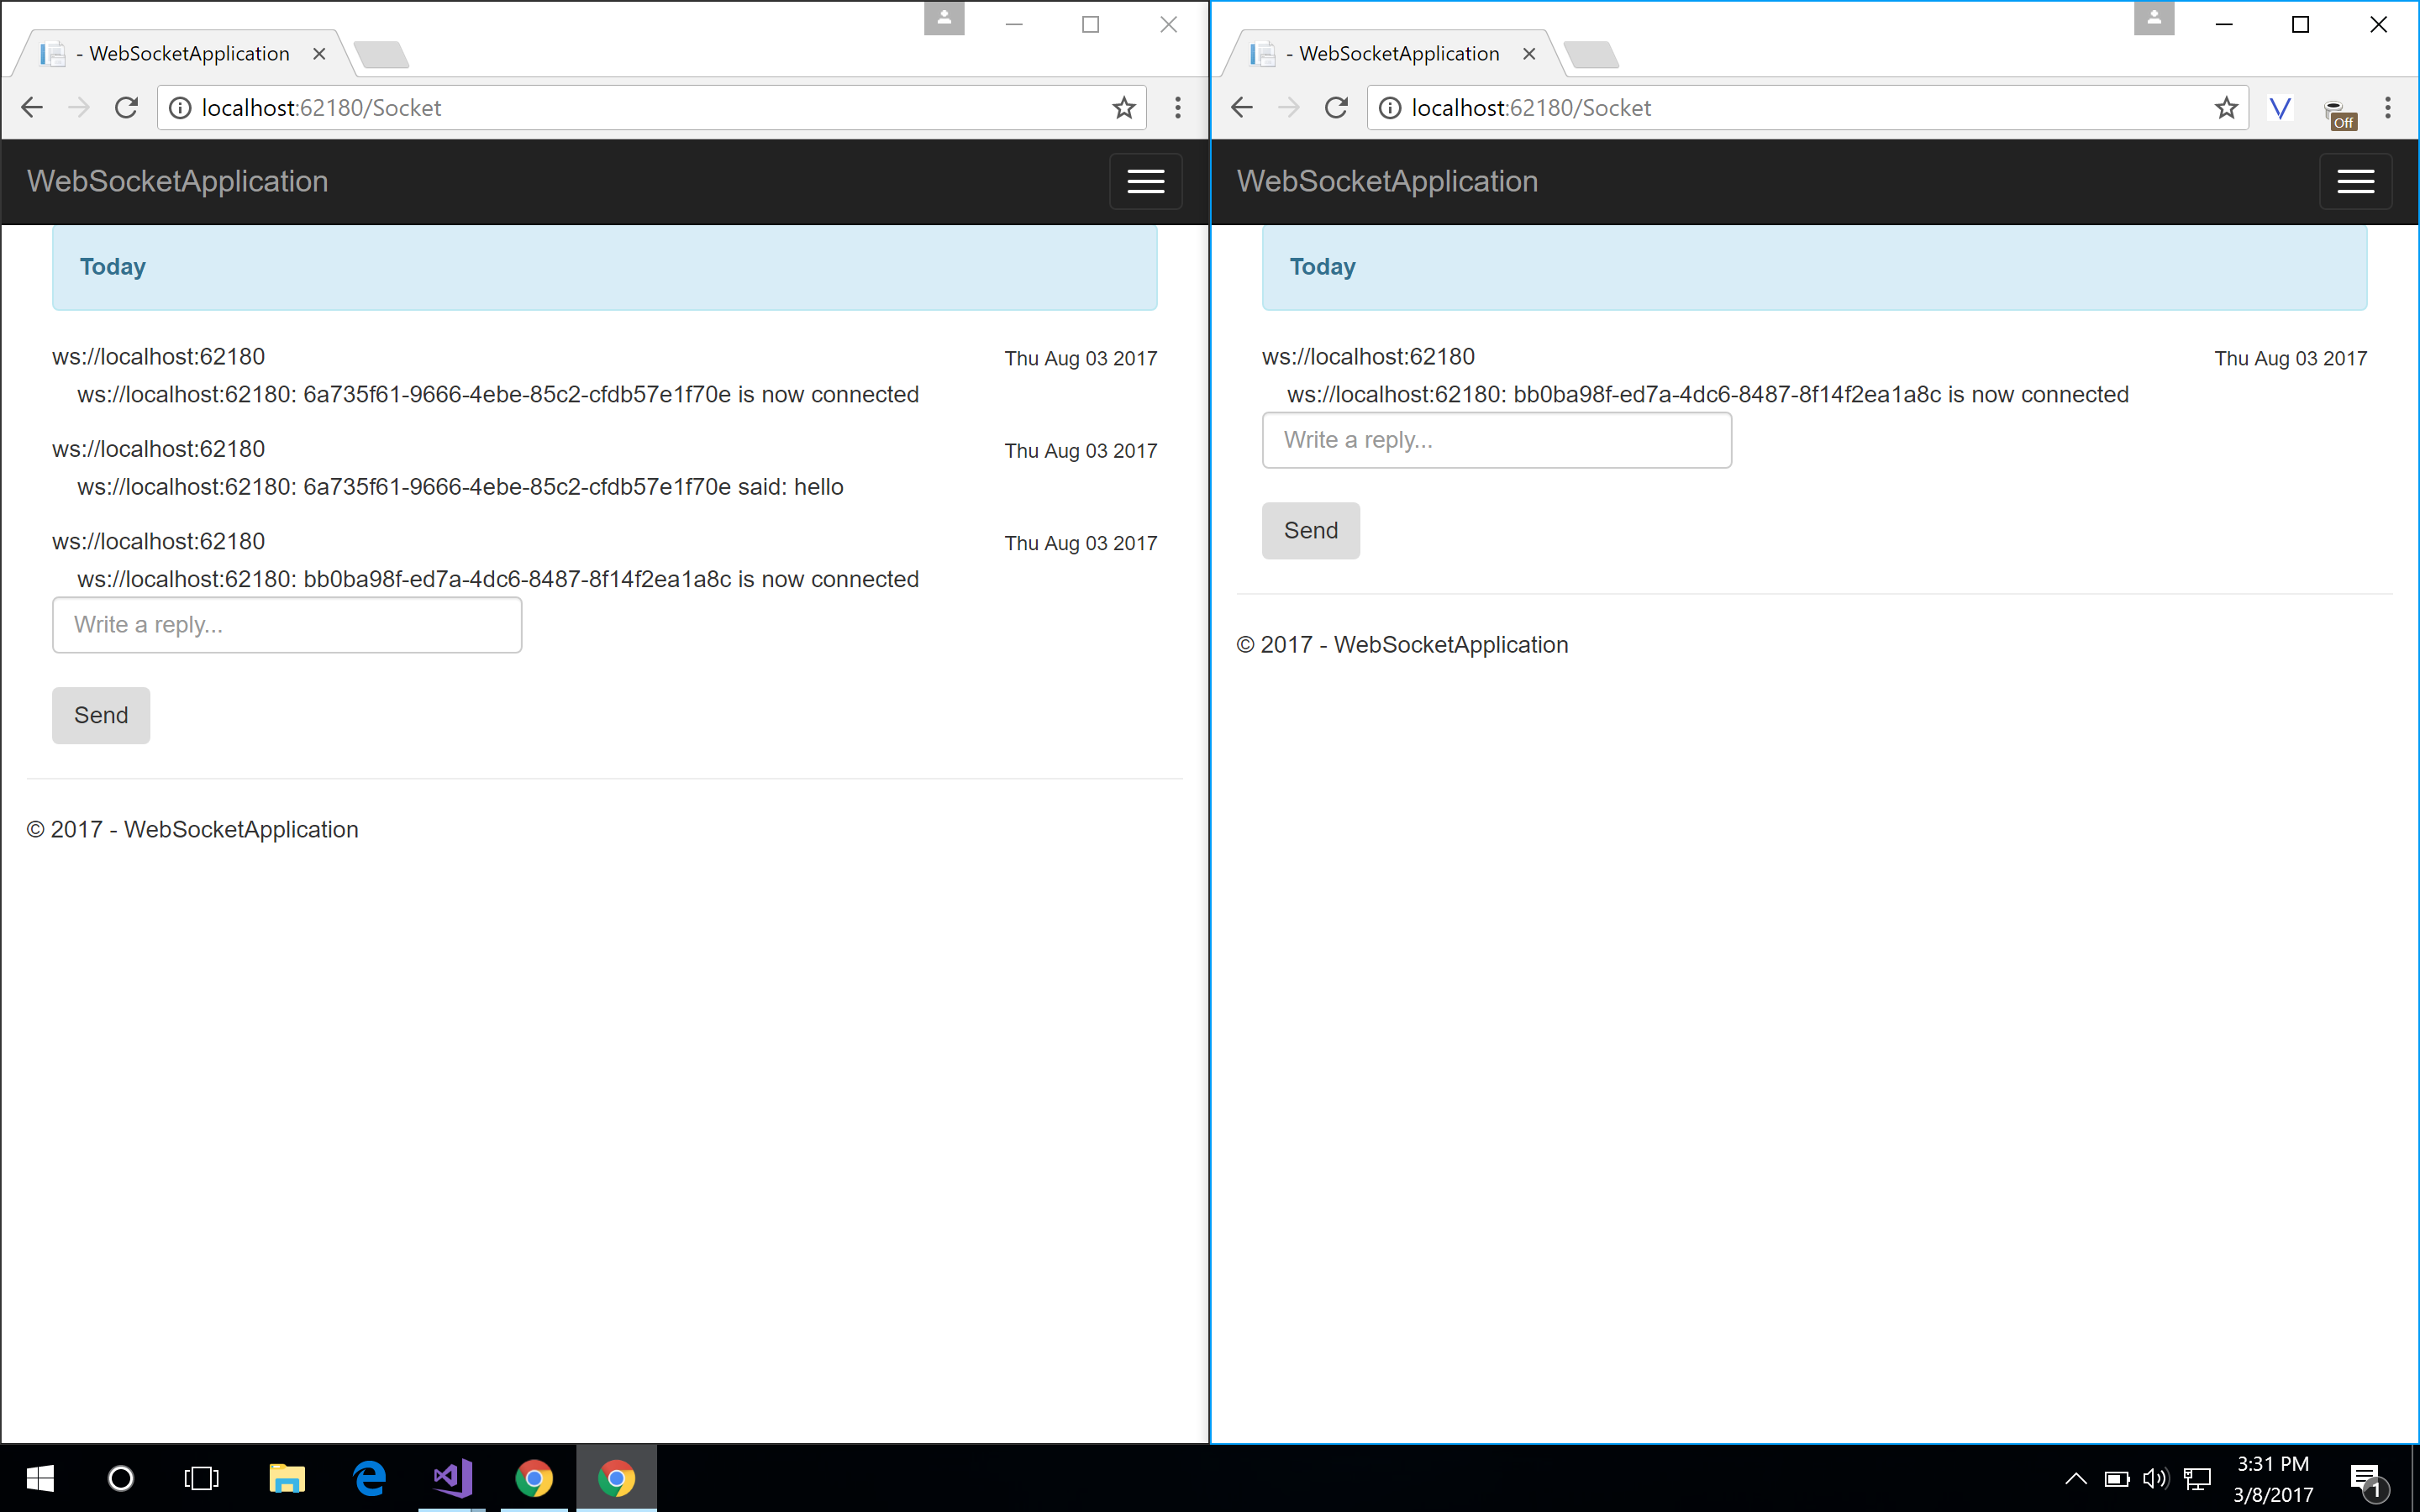 - WebSocketApplication
localhost:62180/Socket
WebSocketApplication
Today
ws://localhost:62180
Thu Aug 03 2017
ws://localhost:62180: 6a735f61-9666-4ebe-85c2-cfdb57e1f70e is now connected
ws://localhost:62180
Thu Aug 03 2017
ws://localhost:62180: 6a735f61-9666-4ebe-85c2-cfdb57e1f70e said: hello
ws://localhost:62180
Thu Aug 03 2017
ws://localhost:62180: bb0ba98f-ed7a-4dc6-8487-8f14f2ea1a8c is now connected
Write a reply...
Send
© 2017 - WebSocketApplication
- WebSocketApplication
localhost:62180/Socket
Off
WebSocketApplication
Today
ws://localhost:62180
Thu Aug 03 2017
ws://localhost:62180: bb0ba98f-ed7a-4dc6-8487-8f14f2ea1a8c is now connected
Write a reply...
Send
© 2017 - WebSocketApplication
3:31 PM
3/8/2017
1